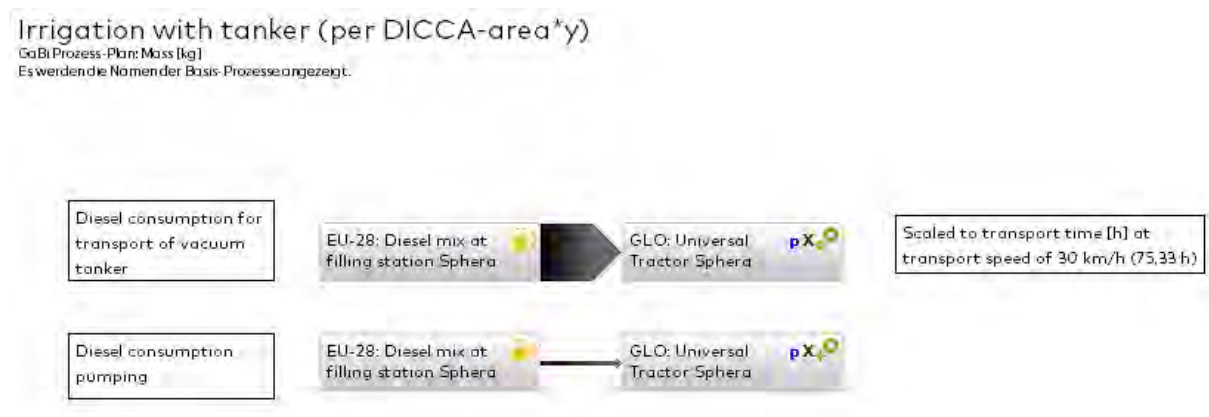 Irrigation with tanker (per DICCA-area*y)
GaBi Prozess-Plan: Mass [kg]
Es werden die Namen der Basis-Prozesse angezeigt.
Diesel consumption for
transport of vacuum
tanker
EU-28: Diesel mix at
filling station Sphera
GLO: Universal
Tractor Sphera
pX
Scaled to transport time [h] at
transport speed of 30 km/h (75,33 h)
Diesel consumption
pumping
EU-28: Diesel mix at
filling station Sphera
GLO: Universal
Tractor Sphera
pX